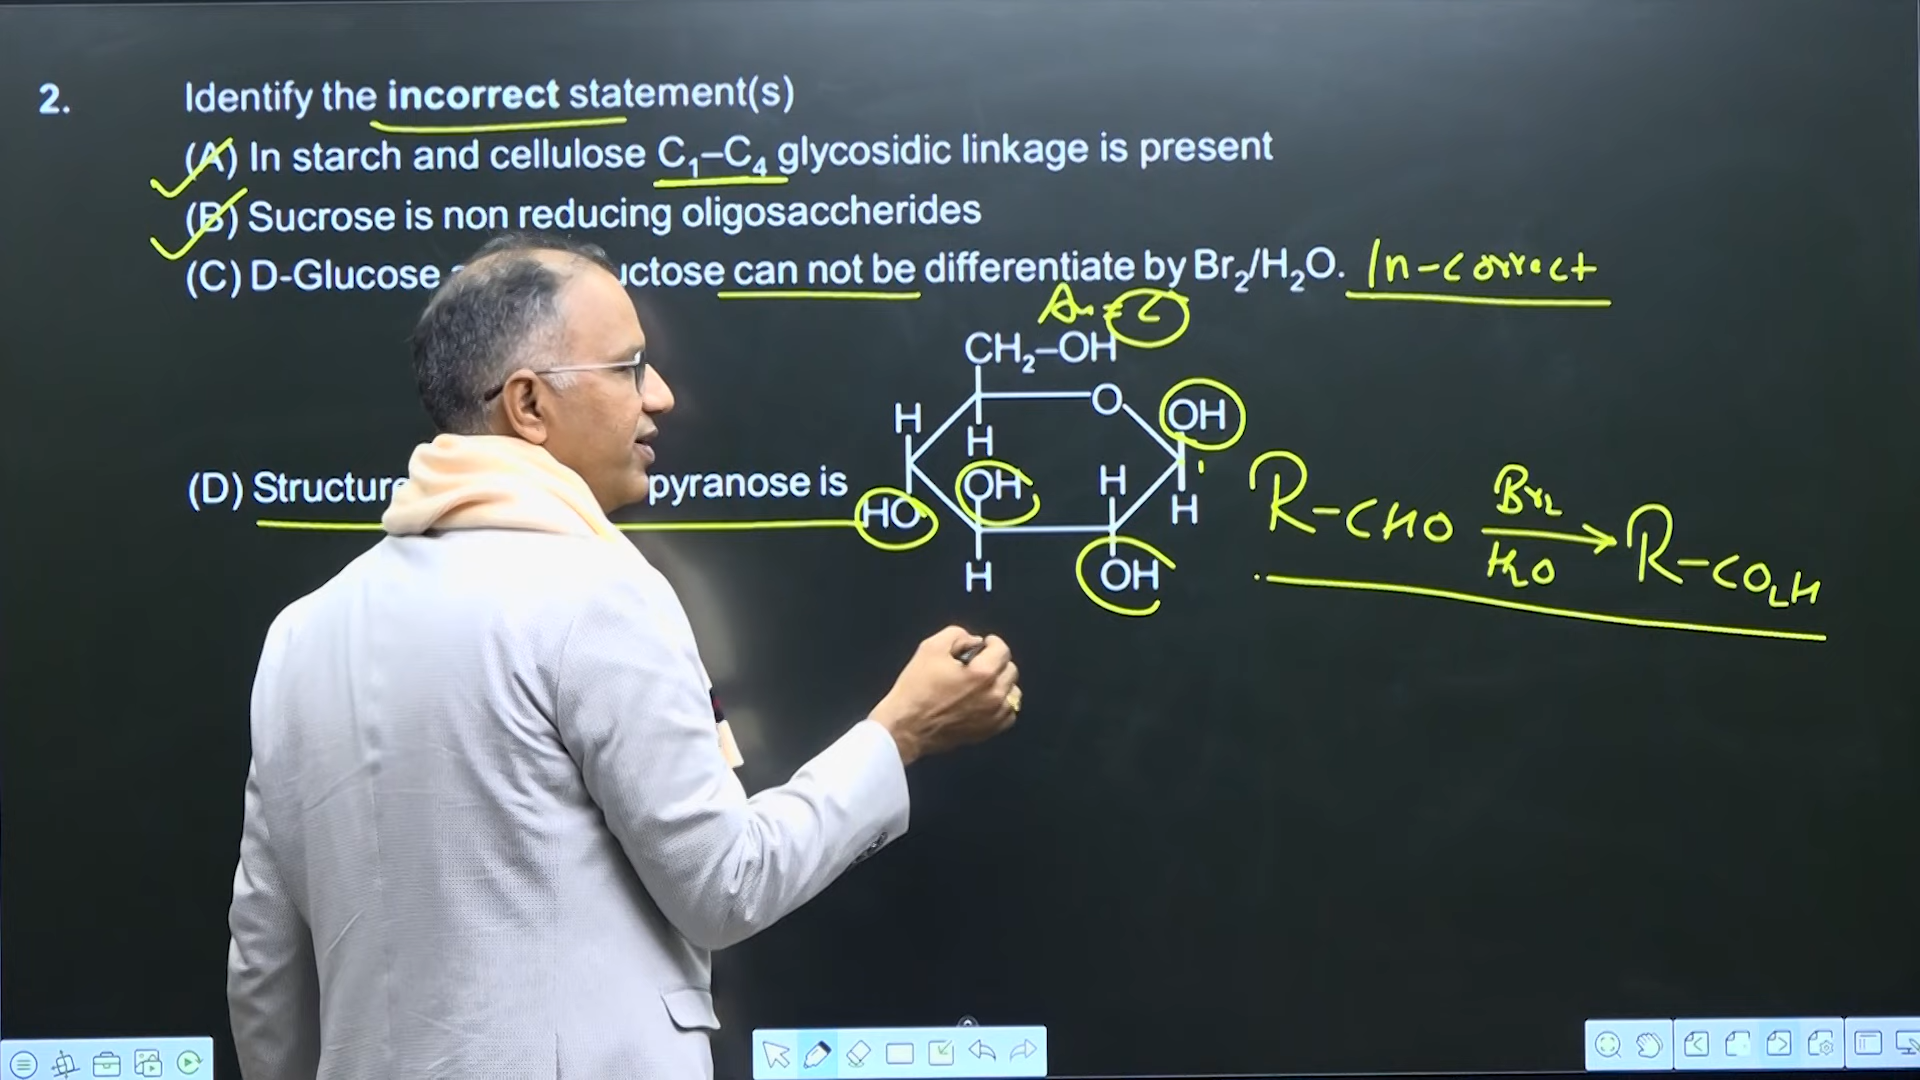 2. Identify the incorrect statement(s)
(A) In starch and cellulose C₁–C₄ glycosidic linkage is present
(B) Sucrose is non reducing oligosaccherides
(C) D-Glucose uctose can not be differentiate by Br₂/H₂O. In-correct
Ans = C
CH₂–OH
O
H
OH
H
(D) Structure pyranose is
OH
H
HO
H
H
OH
R-CHO Br₂ H₂O → R-CO₂H